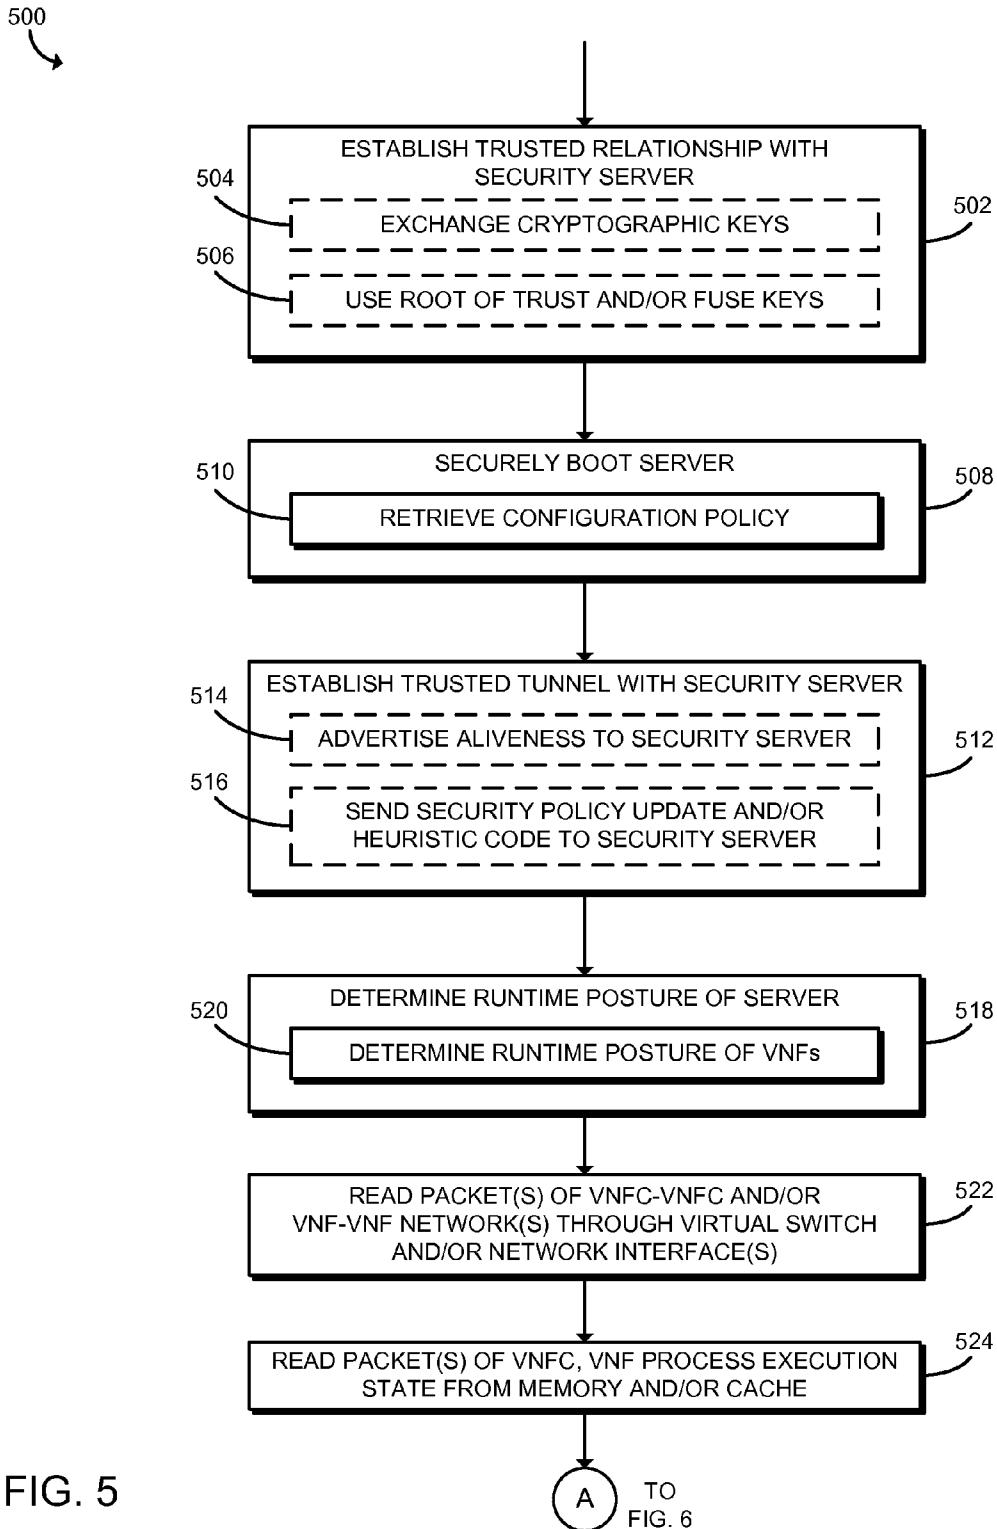 500
ESTABLISH TRUSTED RELATIONSHIP WITH
SECURITY SERVER
504
EXCHANGE CRYPTOGRAPHIC KEYS
502
506
USE ROOT OF TRUST AND/OR FUSE KEYS
SECURELY BOOT SERVER
510
508
RETRIEVE CONFIGURATION POLICY
ESTABLISH TRUSTED TUNNEL WITH SECURITY SERVER
514
ADVERTISE ALIVENESS TO SECURITY SERVER
512
516
SEND SECURITY POLICY UPDATE AND/OR
HEURISTIC CODE TO SECURITY SERVER
DETERMINE RUNTIME POSTURE OF SERVER
520
518
DETERMINE RUNTIME POSTURE OF VNFs
READ PACKET(S) OF VNFC-VNFC AND/OR
VNF-VNF NETWORK(S) THROUGH VIRTUAL SWITCH
AND/OR NETWORK INTERFACE(S)
522
READ PACKET(S) OF VNFC, VNF PROCESS EXECUTION
STATE FROM MEMORY AND/OR CACHE
524
FIG. 5
A
TO
FIG. 6